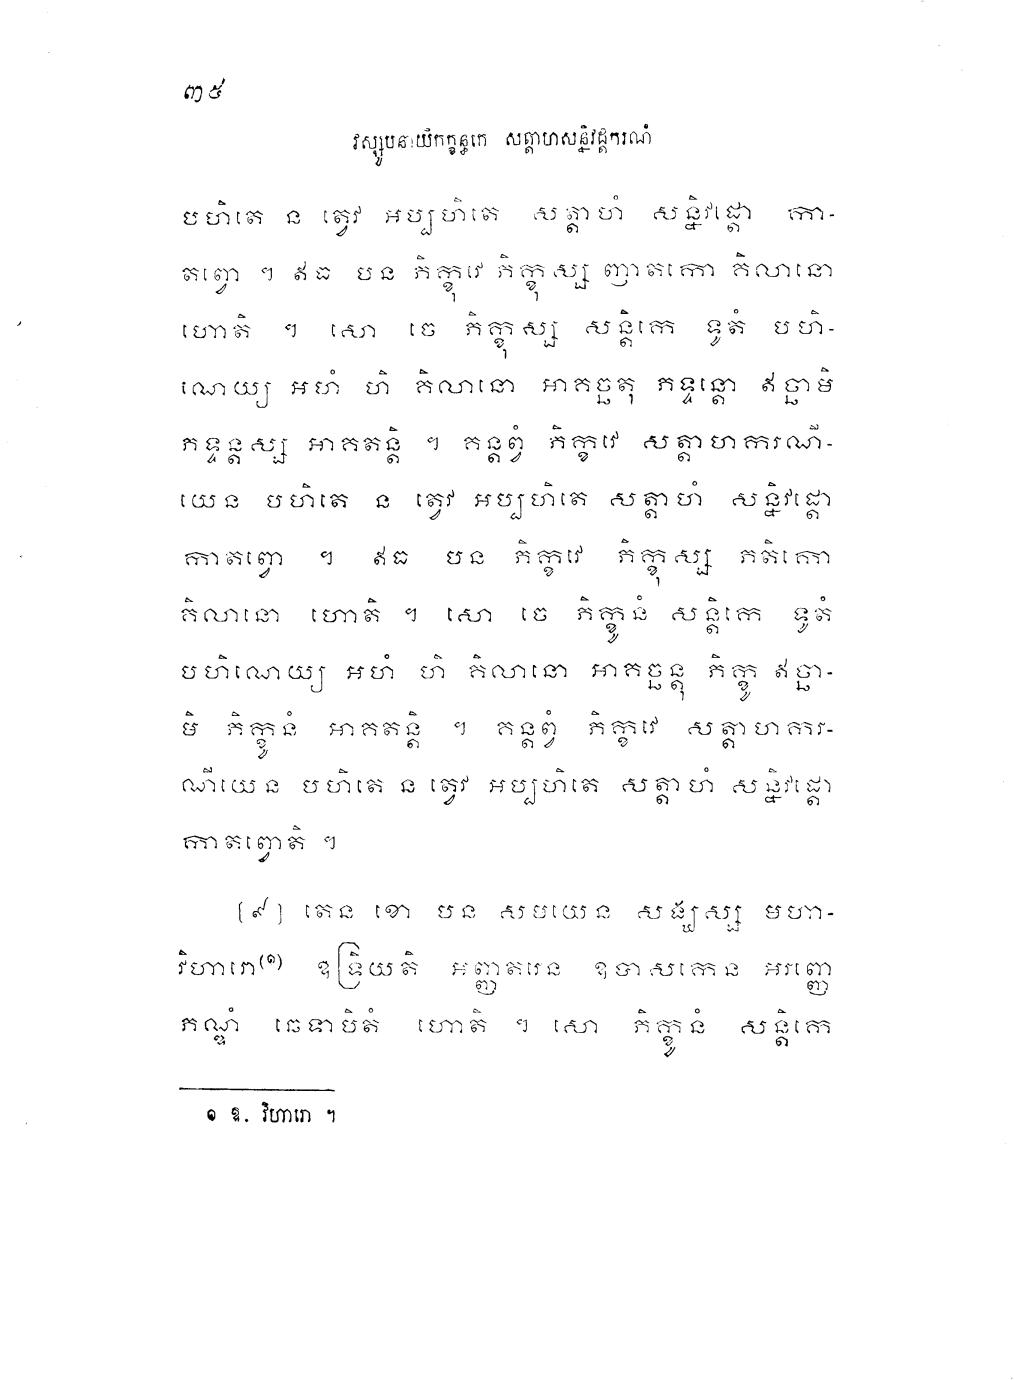 ៣៥
វស្សូបនាយិកក្ខន្ធកេ សត្តាហសន្និវដ្តករណំ
បហិតេ ន ត្វេវ អប្បហិតេ សត្តាហំ សន្និវដ្តោ កា-
តព្វោ ។ ឥធ បន ភិក្ខវេ ភិក្ខុស្ស ញាតកោ គិលានោ
ហោតិ ។ សោ ចេ ភិក្ខុស្ស សន្តិកេ ទូតំ បហិ-
ណេយ្យ អហំ ហិ គិលានោ អាគច្ឆតុ ភទ្ទន្តោ ឥច្ឆាមិ
ភទ្ទន្តស្ស អាគតន្តិ ។ គន្តព្វំ ភិក្ខវេ សត្តាហករណី-
យេន បហិតេ ន ត្វេវ អប្បហិតេ សត្តាហំ សន្និវដ្តោ
កាតព្វោ ។ ឥធ បន ភិក្ខវេ ភិក្ខុស្ស ភតិកោ
គិលានោ ហោតិ ។ សោ ចេ ភិក្ខូនំ សន្តិកេ ទូតំ
បហិណេយ្យ អហំ ហិ គិលានោ អាគច្ឆន្តុ ភិក្ខូ ឥច្ឆា-
មិ ភិក្ខូនំ អាគតន្តិ ។ គន្តព្វំ ភិក្ខវេ សត្តាហករ-
ណីយេន បហិតេ ន ត្វេវ អប្បហិតេ សត្តាហំ សន្និវដ្តោ
កាតព្វោតិ ។
[៩] តេន ខោ បន សមយេន សង្ឃស្ស មហា-
វិហារោ(១) ឧទ្រិយតិ អញ្ញតរេន ឧបាសកេន អរញ្ញេ
ភណ្ឌំ ឆេទាបិតំ ហោតិ ។ សោ ភិក្ខូនំ សន្តិកេ
១ ឱ. វិហារោ ។